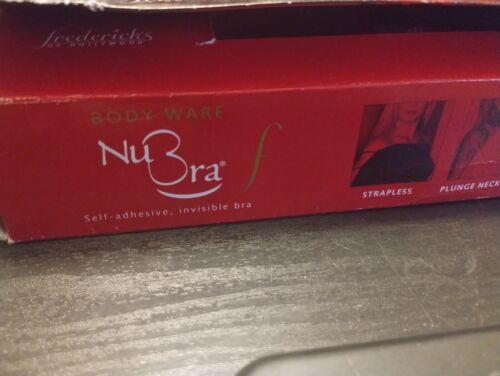 fredericks
OF HOLLYWOOD
BODY WARE
NuBra® f
Self-adhesive, invisible bra
STRAPLESS
PLUNGE NECK